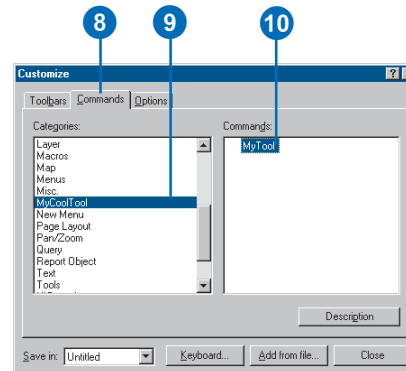 8 9 10
Customize ?
Toolbars Commands Options
Categories: Commands:
Layer
Macros
Map
Menus
Misc.
MyCoolTool
New Menu
Page Layout
Pan/Zoom
Query
Report Object
Text
Tools
MyTool
Description
Save in: Untitled Keyboard... Add from file... Close